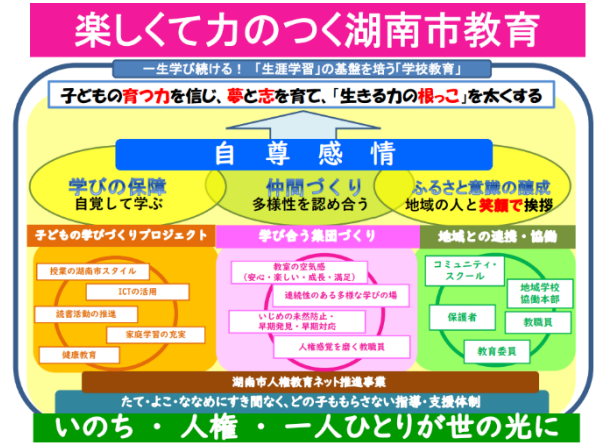 楽しくて力のつく湖南市教育
一生学び続ける！「生涯学習」の基盤を培う「学校教育」
子どもの育つ力を信じ、夢と志を育て、「生きる力の根っこ」を太くする
自尊感情
学びの保障
自覚して学ぶ
仲間づくり
多様性を認め合う
ふるさと意識の醸成
地域の人と笑顔で挨拶
子どもの学びづくりプロジェクト
授業の湖南市スタイル
ICTの活用
読書活動の推進
家庭学習の充実
健康教育
学び合う集団づくり
教室の空気感
（安心・楽しい・成長・満足）
連続性のある多様な学びの場
いじめの未然防止・
早期発見・早期対応
人権感覚を磨く教職員
地域との連携・協働
コミュニティ・
スクール
地域学校
協働本部
保護者
教職員
教育委員
湖南市人権教育ネット推進事業
たて・よこ・ななめにすき間なく、どの子ももらさない指導・支援体制
いのち・人権・一人ひとりが世の光に